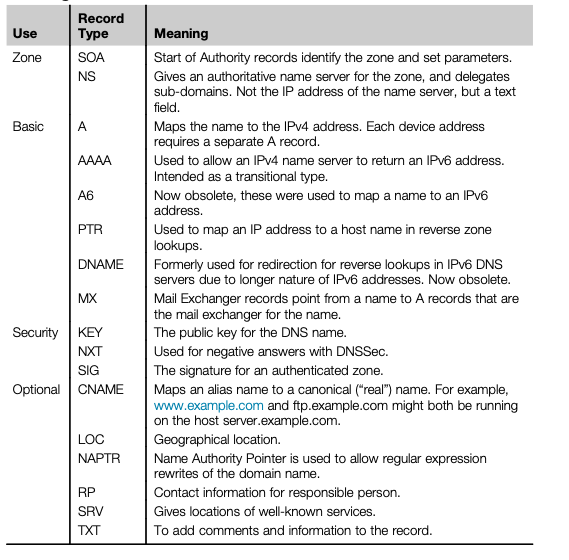 Use Record Type Meaning
Zone SOA Start of Authority records identify the zone and set parameters.
NS Gives an authoritative name server for the zone, and delegates
sub-domains. Not the IP address of the name server, but a text
field.
Basic A Maps the name to the IPv4 address. Each device address
requires a separate A record.
AAAA Used to allow an IPv4 name server to return an IPv6 address.
Intended as a transitional type.
A6 Now obsolete, these were used to map a name to an IPv6
address.
PTR Used to map an IP address to a host name in reverse zone
lookups.
DNAME Formerly used for redirection for reverse lookups in IPv6 DNS
servers due to longer nature of IPv6 addresses. Now obsolete.
MX Mail Exchanger records point from a name to A records that are
the mail exchanger for the name.
Security KEY The public key for the DNS name.
NXT Used for negative answers with DNSSec.
SIG The signature for an authenticated zone.
Optional CNAME Maps an alias name to a canonical (“real”) name. For example,
www.example.com and ftp.example.com might both be running
on the host server.example.com.
LOC Geographical location.
NAPTR Name Authority Pointer is used to allow regular expression
rewrites of the domain name.
RP Contact information for responsible person.
SRV Gives locations of well-known services.
TXT To add comments and information to the record.